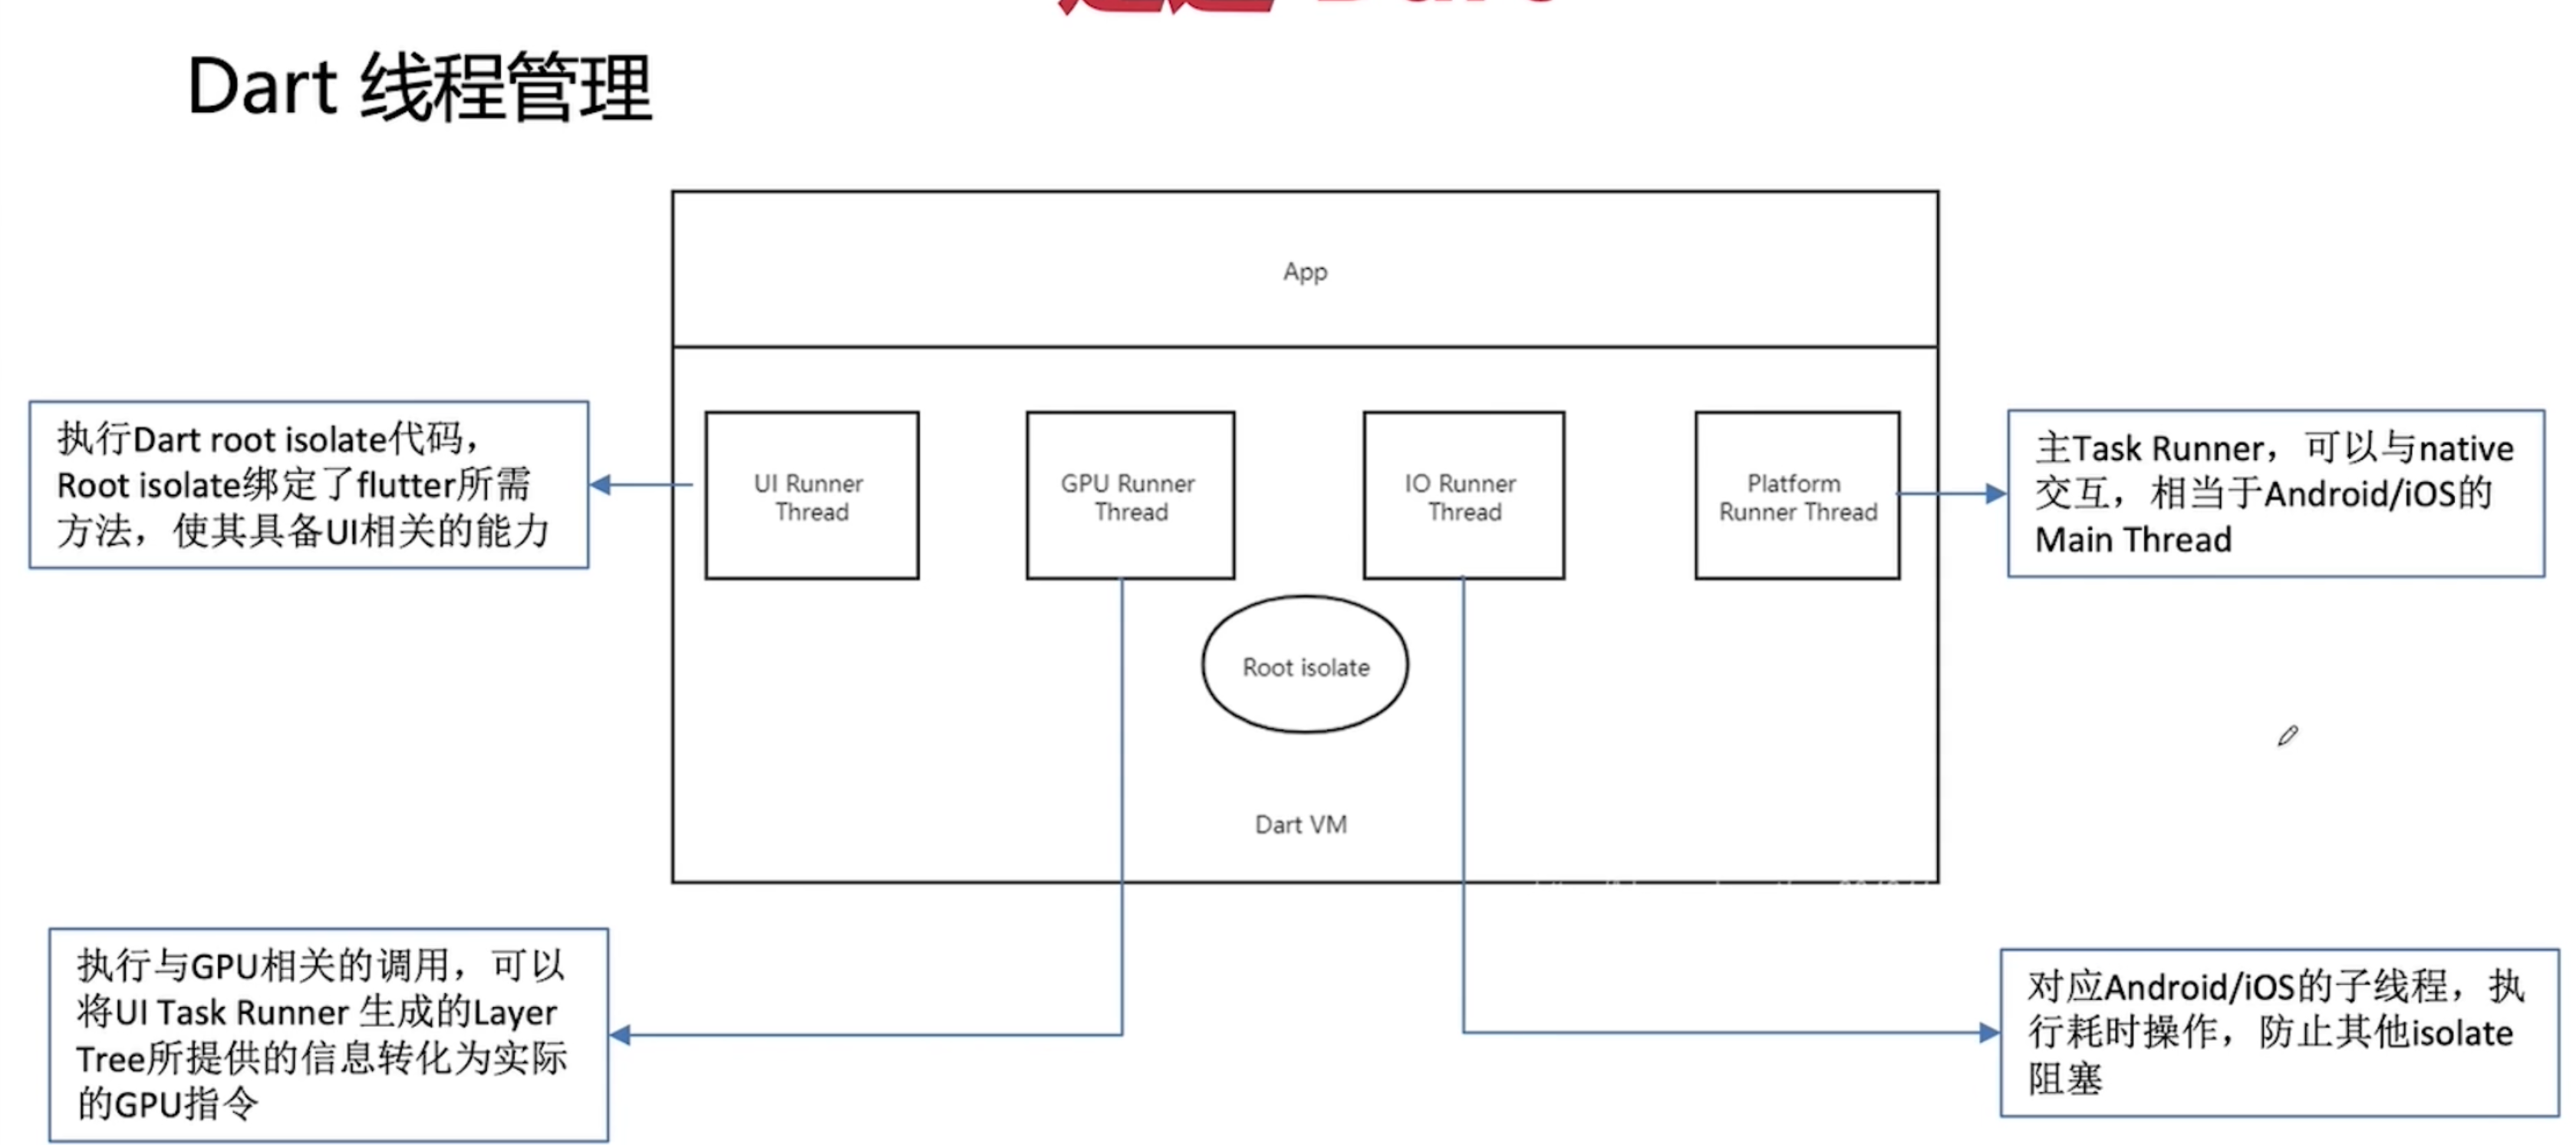 Dart 线程管理
App
执行Dart root isolate代码，
Root isolate绑定了flutter所需
方法，使其具备UI相关的能力
UI Runner
Thread
GPU Runner
Thread
IO Runner
Thread
Platform
Runner Thread
主Task Runner，可以与native
交互，相当于Android/iOS的
Main Thread
Root isolate
Dart VM
执行与GPU相关的调用，可以
将UI Task Runner 生成的Layer
Tree所提供的信息转化为实际
的GPU指令
对应Android/iOS的子线程，执
行耗时操作，防止其他isolate
阻塞